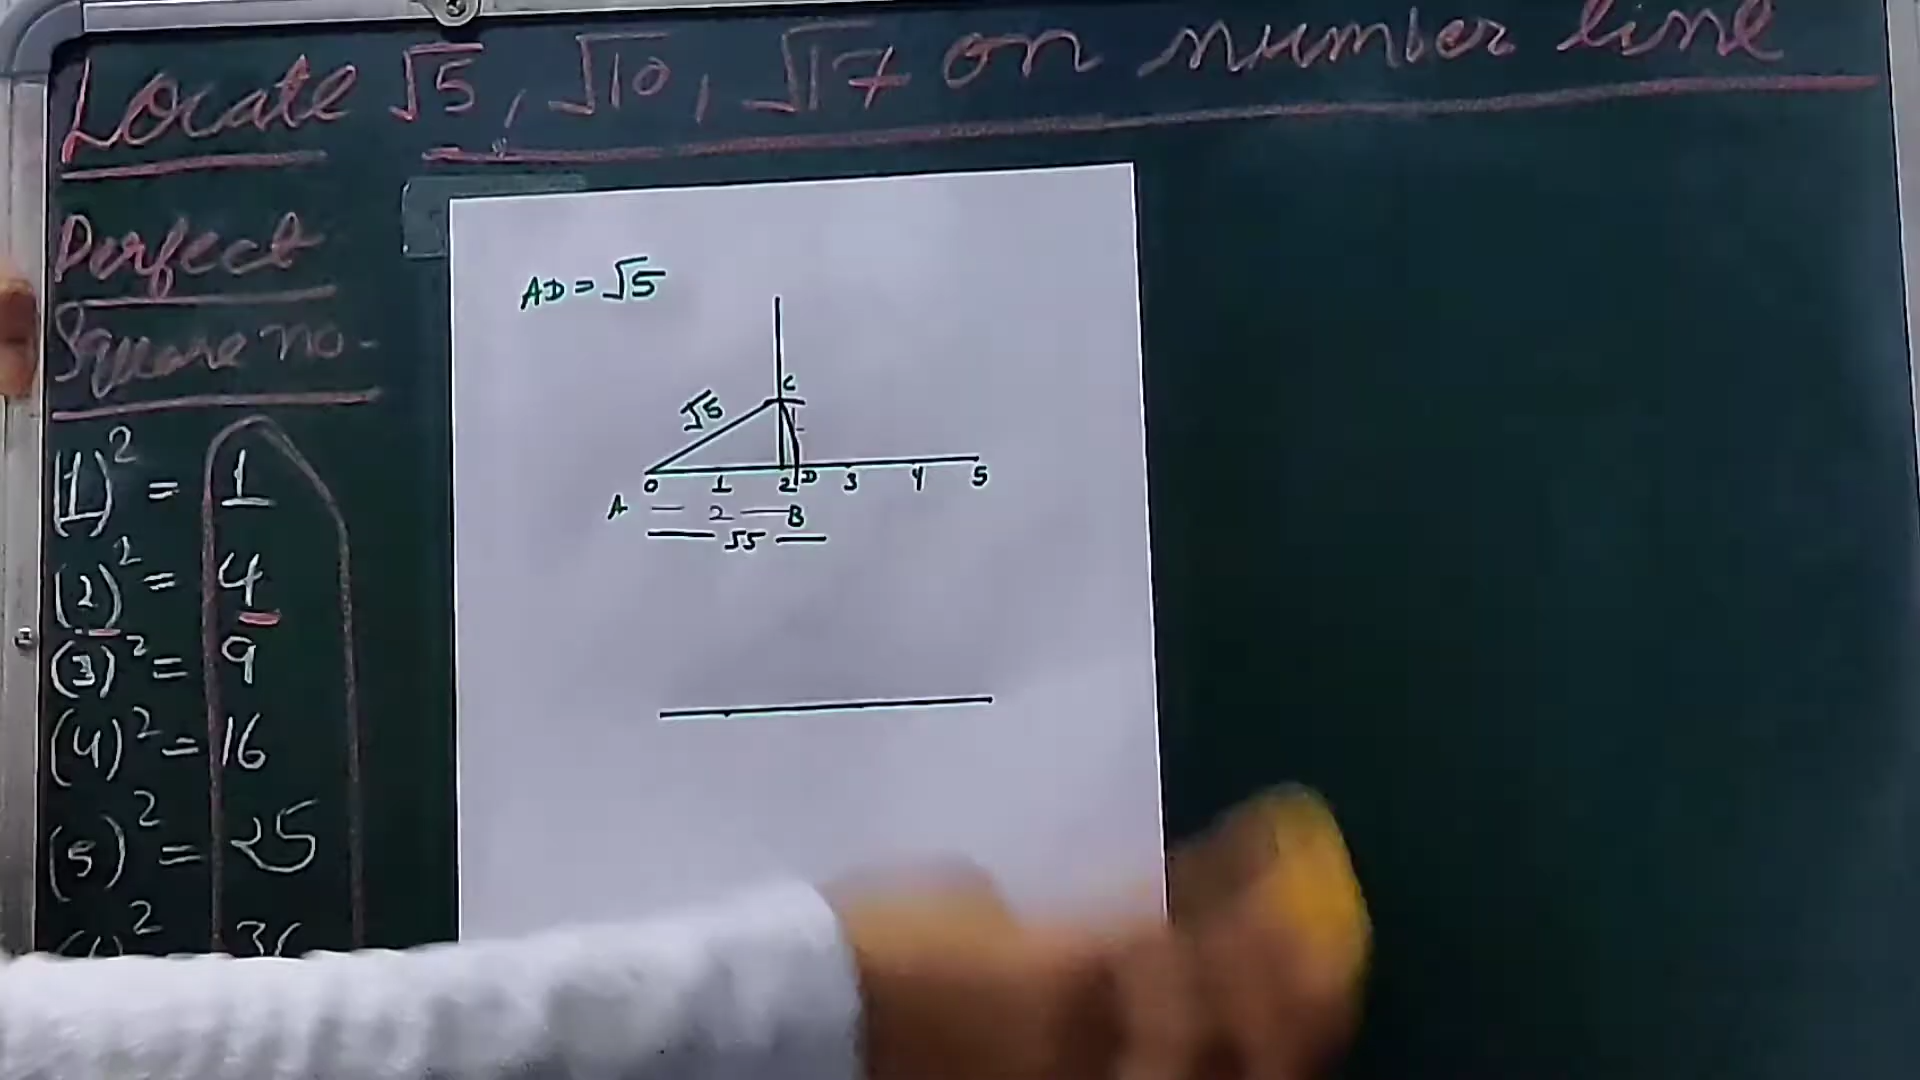 Locate √5, √10, √17 on number line
Perfect
Square no.
(1)² = 1
(2)² = 4
(3)² = 9
(4)² = 16
(5)² = 25
AD = √5
C
√5
1
0 1 2 D 3 4 5
A — 2 — B
— √5 —